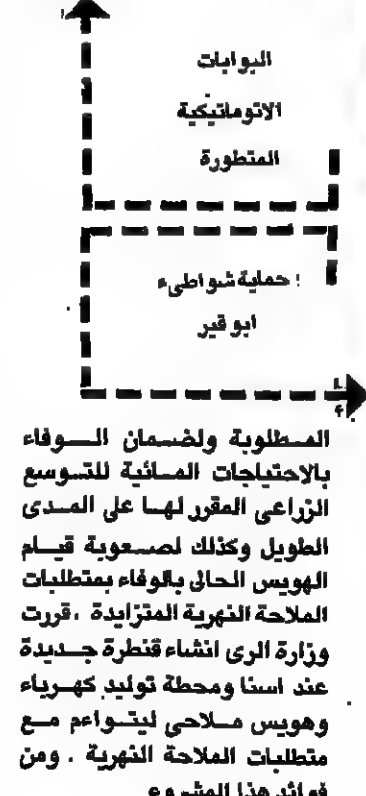 البوابات
الاتوماتيكية
المتطورة
حماية شواطىء
ابو قير
المطلوبة ولضمان الوفاء
بالاحتياجات المائية للتوسع
الزراعى المقرر لها على المدى
الطويل وكذلك لصعوبة قيام
الهويس الحالى بالوفاء بمتطلبات
الملاحة النهرية المتزايدة ، قررت
وزارة الرى انشاء قنطرة جديدة
عند اسنا ومحطة توليد كهرباء
وهويس ملاحى ليتواءم مع
متطلبات الملاحة النهرية . ومن
فوائد هذا المشروع